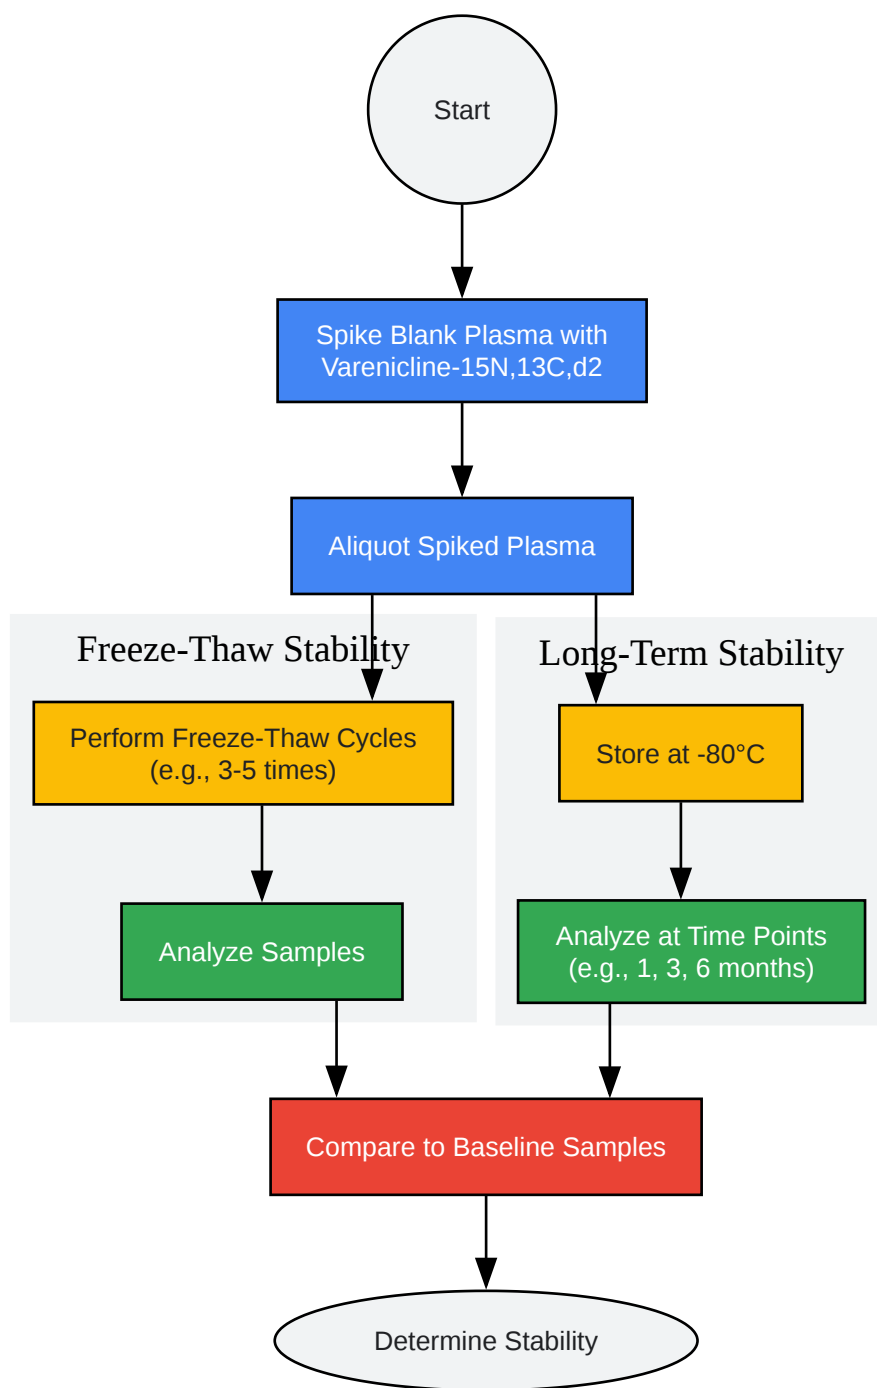 Start
Spike Blank Plasma with
Varenicline-15N,13C,d2
Aliquot Spiked Plasma
Freeze-Thaw Stability
Perform Freeze-Thaw Cycles
(e.g., 3-5 times)
Analyze Samples
Long-Term Stability
Store at -80°C
Analyze at Time Points
(e.g., 1, 3, 6 months)
Compare to Baseline Samples
Determine Stability